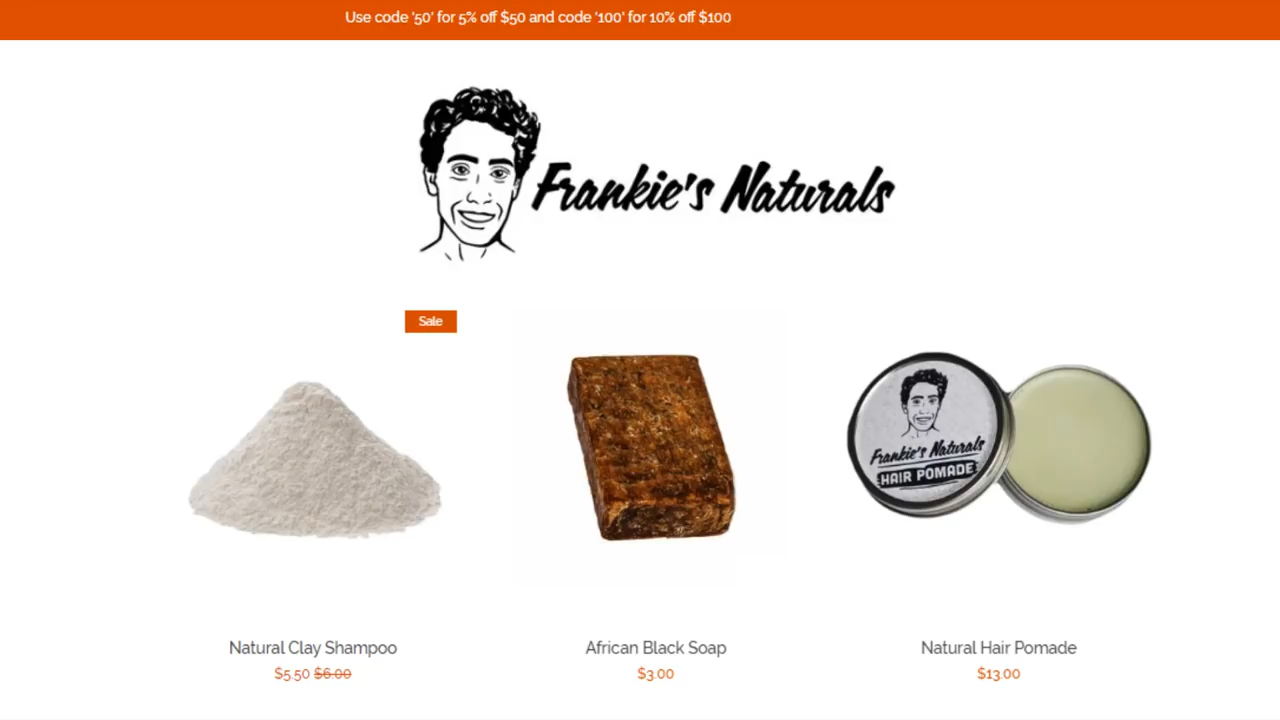 Use code '50' for 5% off $50 and code '100' for 10% off $100
Frankie's Naturals
Sale
Frankie's Naturals
HAIR POMADE
Natural Clay Shampoo
$5.50 $6.00
African Black Soap
$3.00
Natural Hair Pomade
$13.00